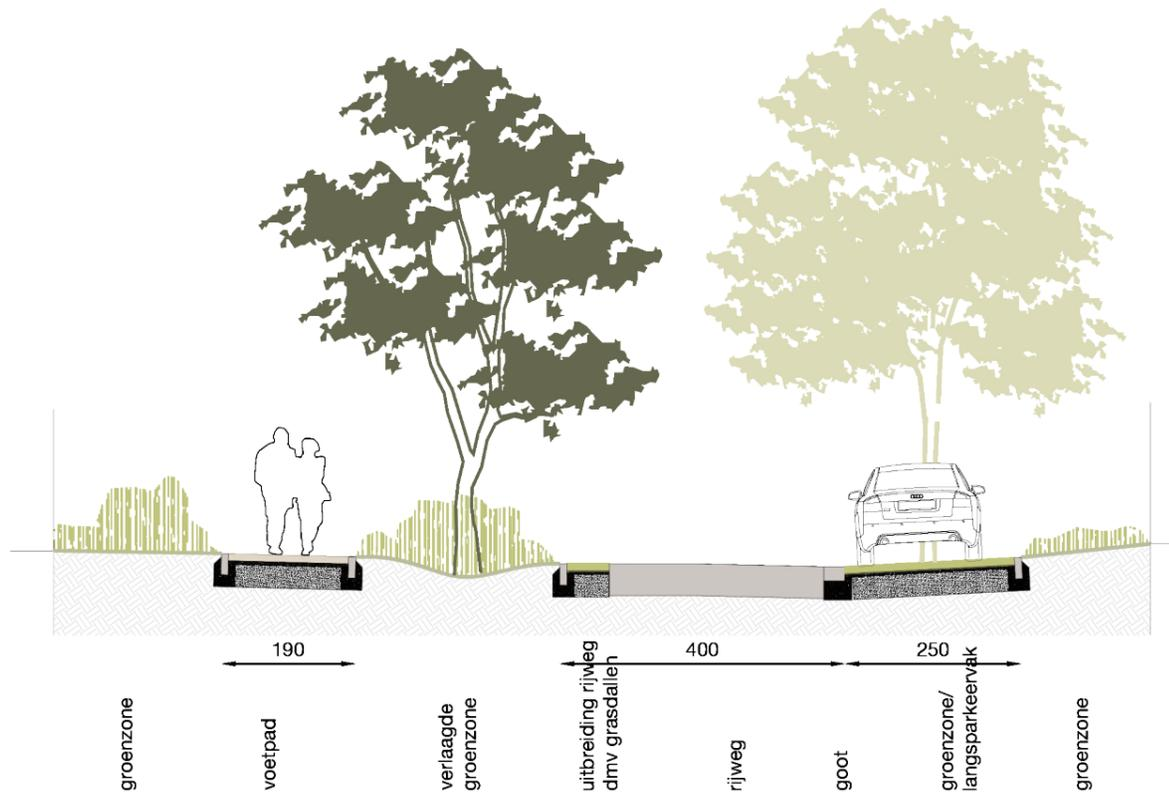 190
400
250
groenzone
voetpad
verlaagde
groenzone
uitbreiding rijweg
dmv grasdallen
rijweg
goot
groenzone/
langsparkeervak
groenzone